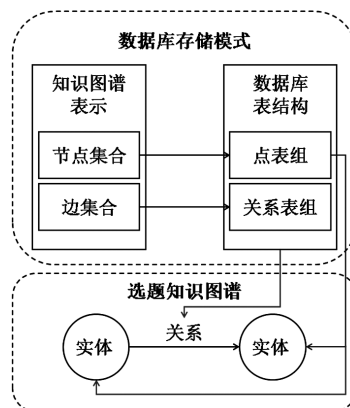 数据库存储模式
知识图谱
表示
节点集合
边集合
数据库
表结构
点表组
关系表组
选题知识图谱
实体
关系
实体